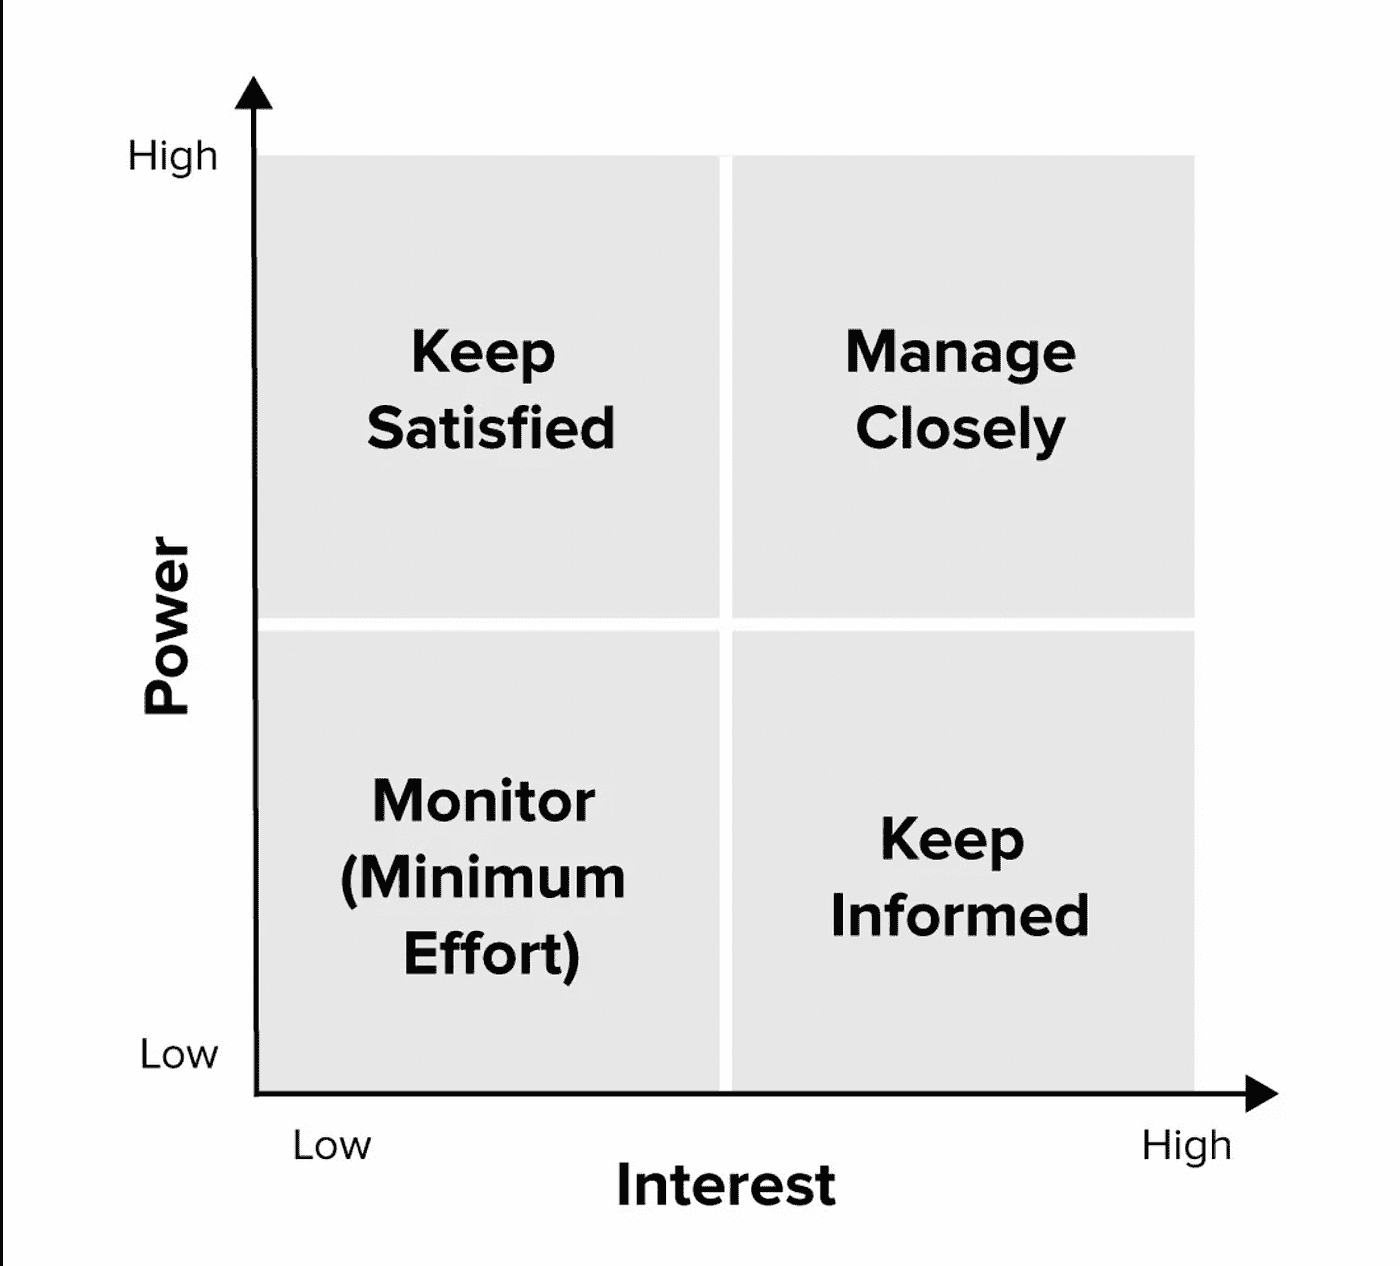 High
Keep
Satisfied
Manage
Closely
Power
Monitor
(Minimum
Effort)
Keep
Informed
Low
Low
High
Interest